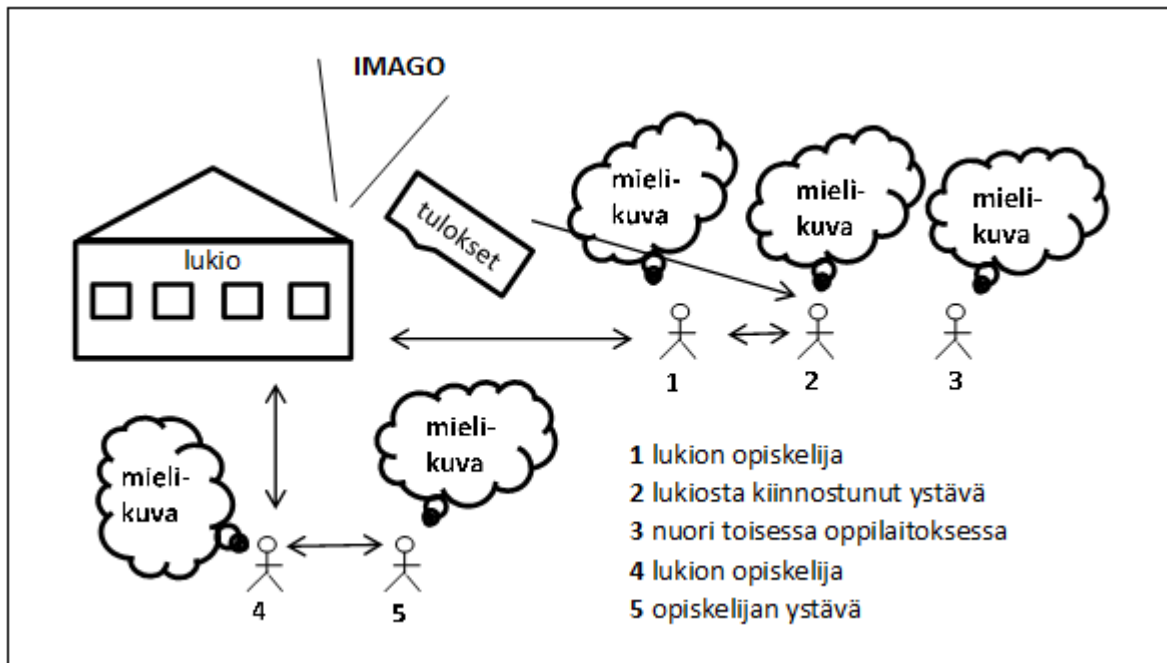 IMAGO
lukio
tulokset
mieli-
kuva
mieli-
kuva
mieli-
kuva
1
2
3
mieli-
kuva
mieli-
kuva
4
5
1 lukion opiskelija
2 lukiosta kiinnostunut ystävä
3 nuori toisessa oppilaitoksessa
4 lukion opiskelija
5 opiskelijan ystävä